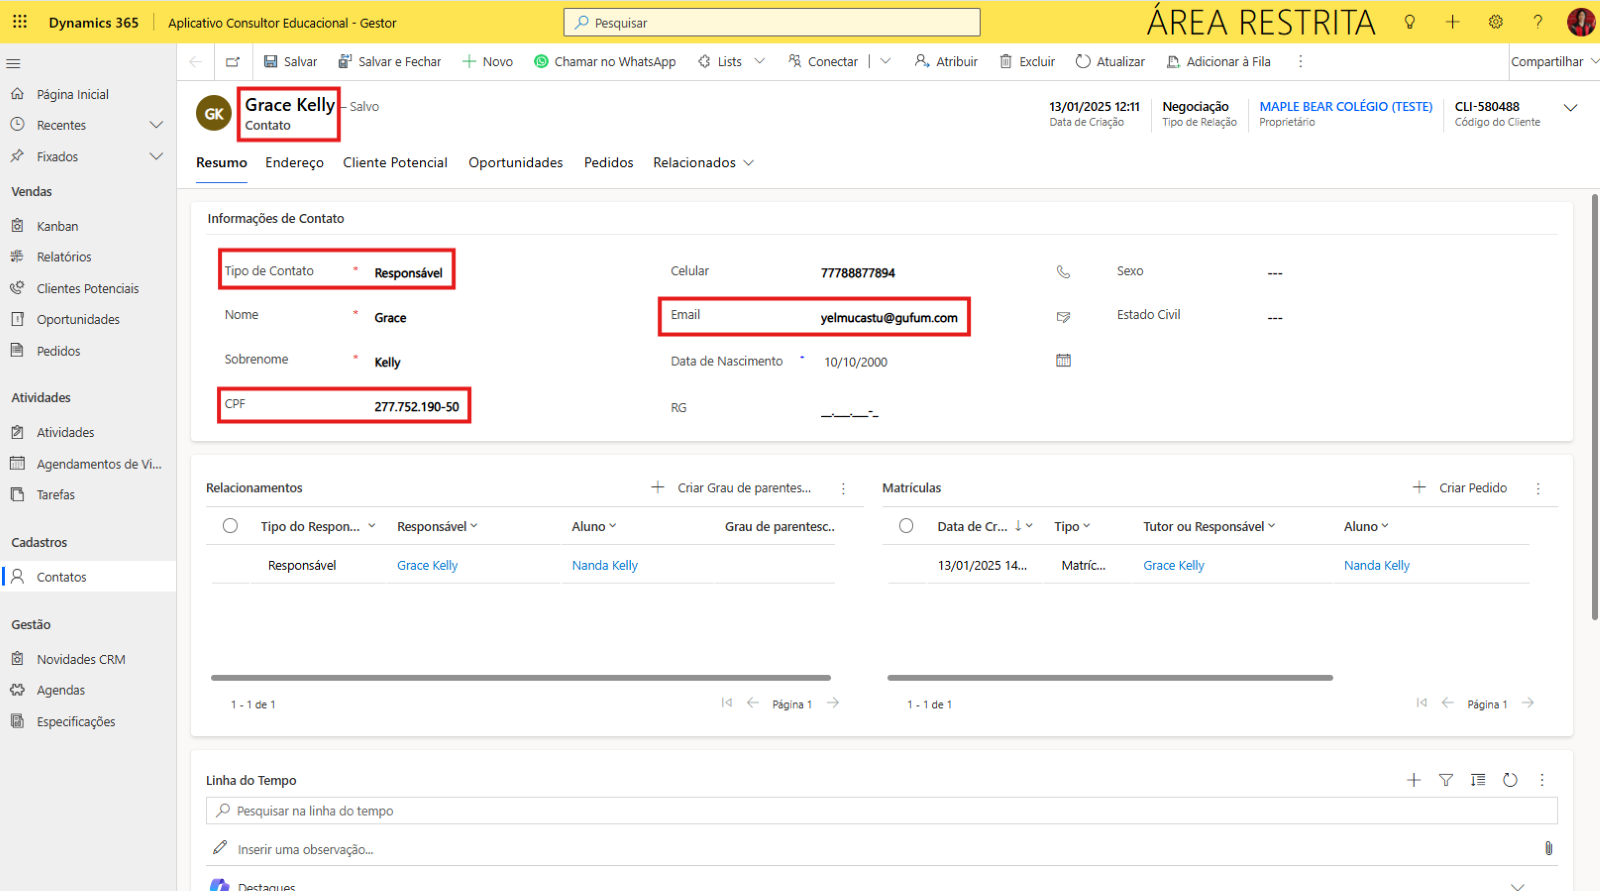 Dynamics 365
Aplicativo Consultor Educacional - Gestor
Pesquisar
ÁREA RESTRITA
Salvar
Salvar e Fechar
Novo
Chamar no WhatsApp
Lists
Conectar
Atribuir
Excluir
Atualizar
Adicionar à Fila
Compartilhar
Página Inicial
Recentes
Fixados
Vendas
Kanban
Relatórios
Clientes Potenciais
Oportunidades
Pedidos
Atividades
Atividades
Agendamentos de Vi...
Tarefas
Cadastros
Contatos
Gestão
Novidades CRM
Agendas
Especificações
GK
Grace Kelly - Salvo
Contato
13/01/2025 12:11
Data de Criação
Negociação
Tipo de Relação
MAPLE BEAR COLÉGIO (TESTE)
Proprietário
CLI-580488
Código do Cliente
Resumo
Endereço
Cliente Potencial
Oportunidades
Pedidos
Relacionados
Informações de Contato
Tipo de Contato * Responsável
Nome * Grace
Sobrenome * Kelly
CPF 277.752.190-50
Celular 77788877894
Email yelmucastu@gufum.com
Data de Nascimento * 10/10/2000
RG __.___.___-_
Sexo ---
Estado Civil ---
Relacionamentos
Criar Grau de parentes...
Tipo do Respon... Responsável Aluno Grau de parentesc..
Responsável Grace Kelly Nanda Kelly
1 - 1 de 1
Página 1
Matrículas
Criar Pedido
Data de Cr... Tipo Tutor ou Responsável Aluno
13/01/2025 14... Matríc... Grace Kelly Nanda Kelly
1 - 1 de 1
Página 1
Linha do Tempo
Pesquisar na linha do tempo
Inserir uma observação...
Destaques